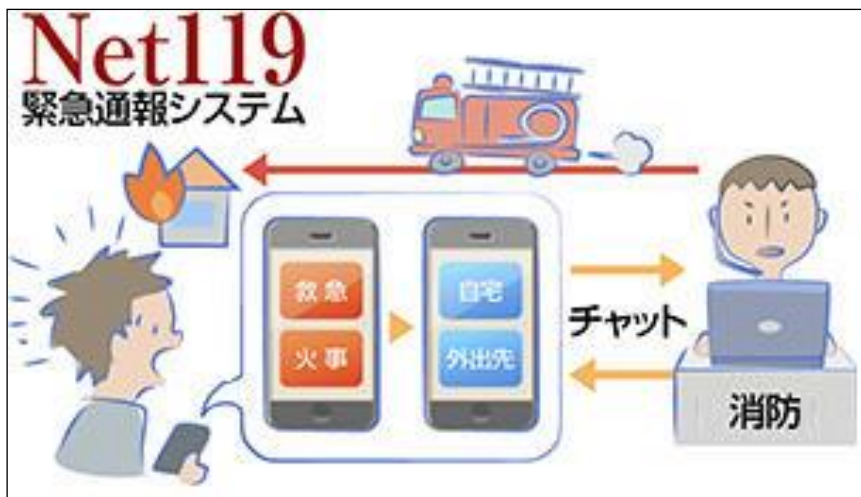 Net119
緊急通報システム
救急
火事
自宅
外出先
チャット
消防